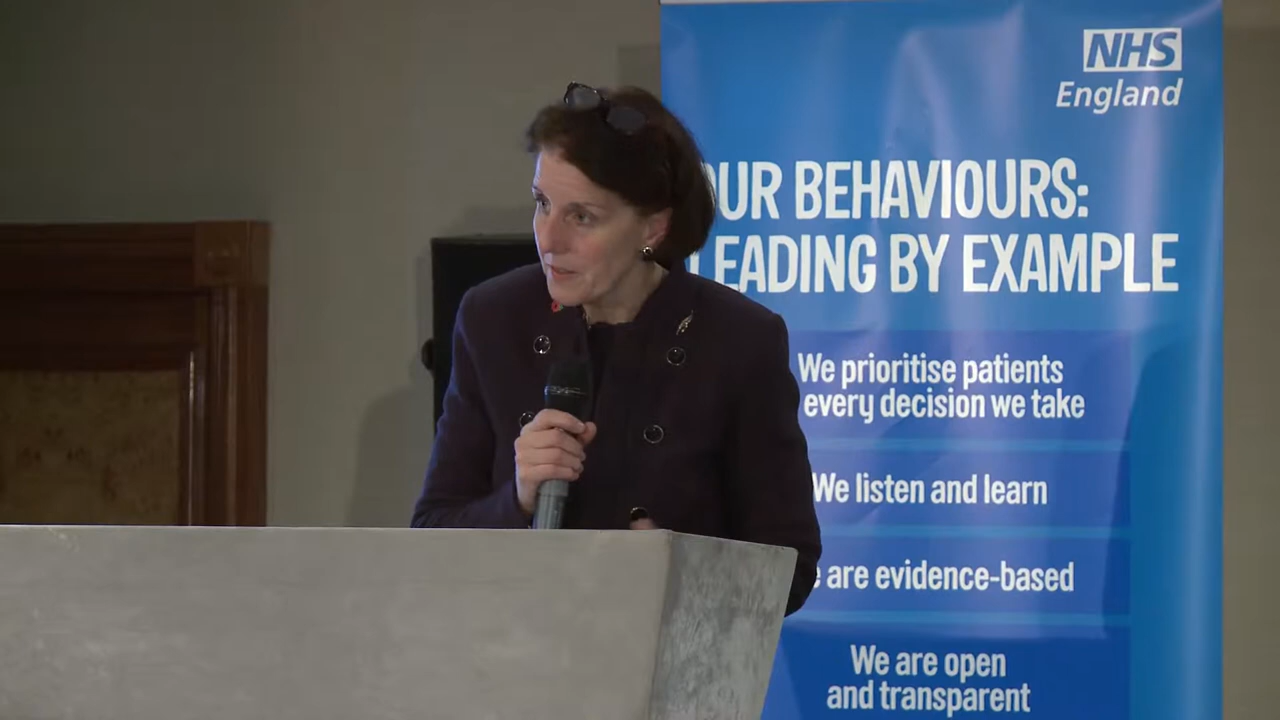 NHS
England
OUR BEHAVIOURS:
LEADING BY EXAMPLE
We prioritise patients
every decision we take
We listen and learn
are evidence-based
We are open
and transparent